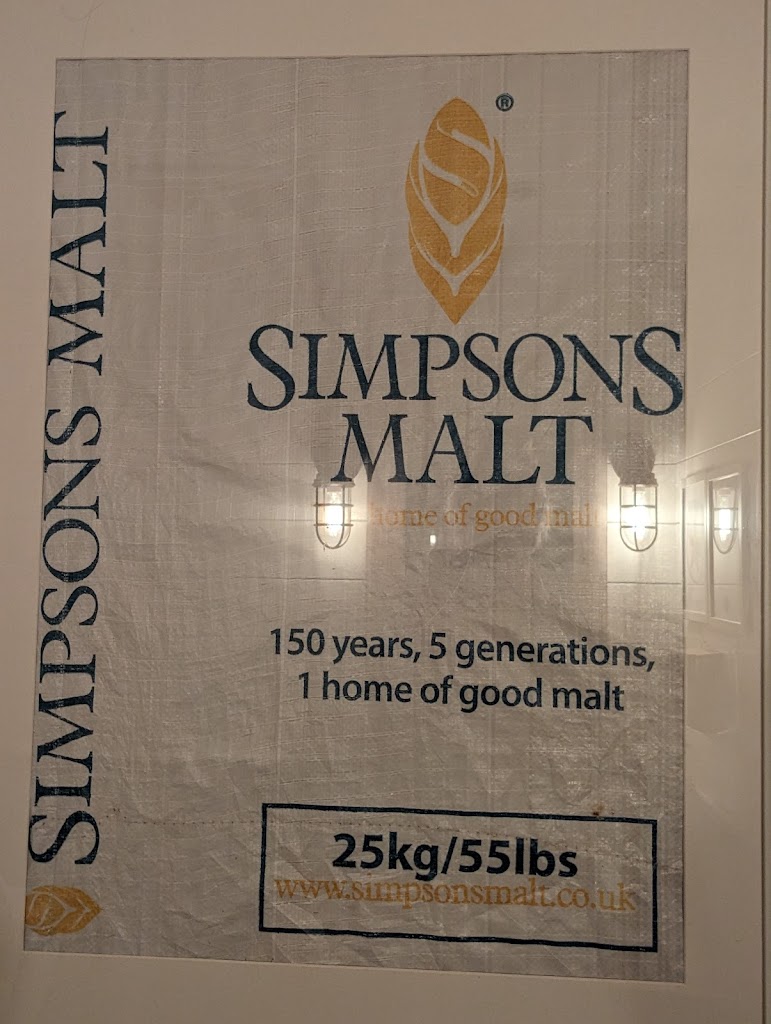 SIMPSONS MALT
®
SIMPSONS
MALT
home of good malt
150 years, 5 generations,
1 home of good malt
25kg/55lbs
www.simpsonsmalt.co.uk